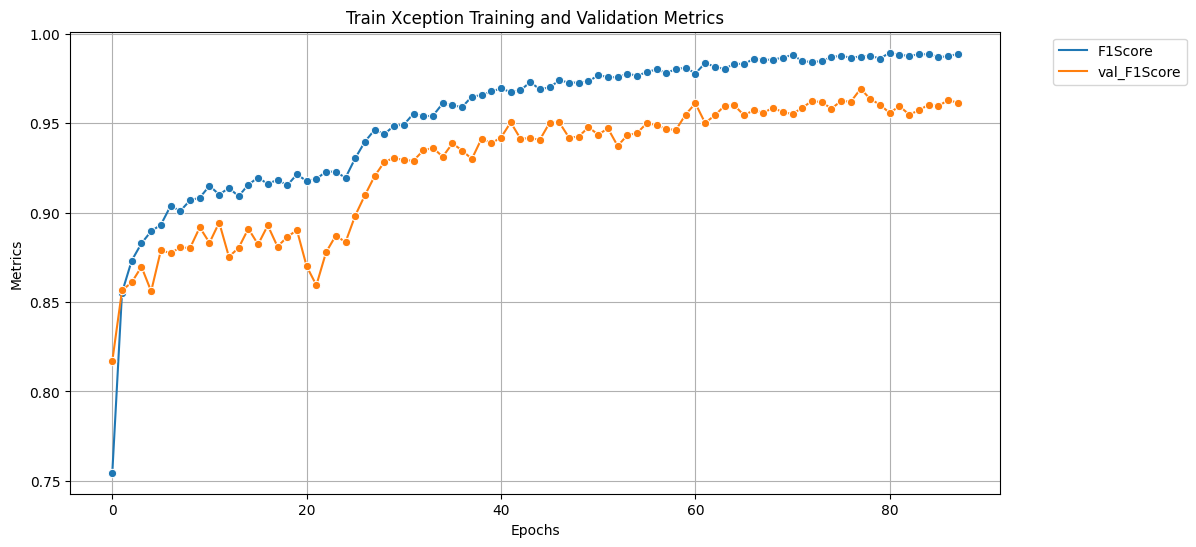 Train Xception Training and Validation Metrics
1.00
0.95
0.90
0.85
0.80
0.75
Metrics
0 20 40 60 80
Epochs
F1Score
val_F1Score